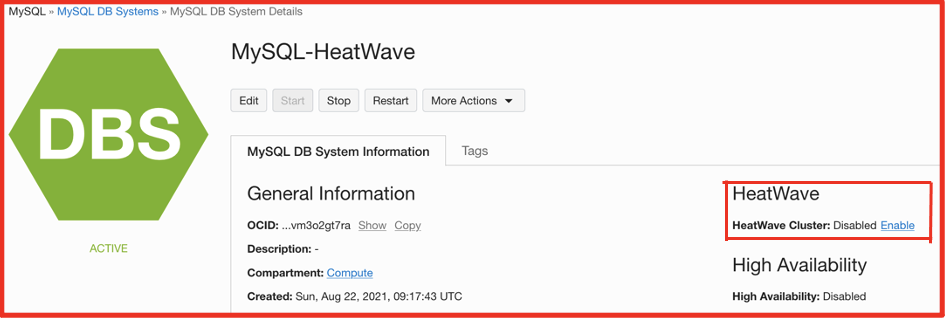 MySQL » MySQL DB Systems » MySQL DB System Details
DBS
ACTIVE
MySQL-HeatWave
Edit Start Stop Restart More Actions
MySQL DB System Information Tags
General Information
OCID: ...vm3o2gt7ra Show Copy
Description: -
Compartment: Compute
Created: Sun, Aug 22, 2021, 09:17:43 UTC
HeatWave
HeatWave Cluster: Disabled Enable
High Availability
High Availability: Disabled